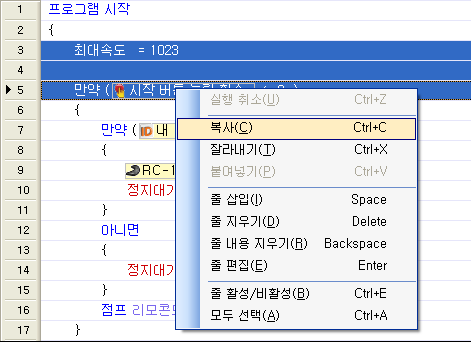 1 프로그램 시작
2 {
3 최대속도 = 1023
4
5 만약 ( 시작 버튼
6 {
7 만약 ( ID 내
8 {
9 RC-1
10 정지대기
11 }
12 아니면
13 {
14 정지대기
15 }
16 점프 리모콘
17 }
실행 취소(U) Ctrl+Z
복사(C) Ctrl+C
잘라내기(T) Ctrl+X
붙여넣기(P) Ctrl+V
줄 삽입(I) Space
줄 지우기(D) Delete
줄 내용 지우기(R) Backspace
줄 편집(E) Enter
줄 활성/비활성(B) Ctrl+E
모두 선택(A) Ctrl+A